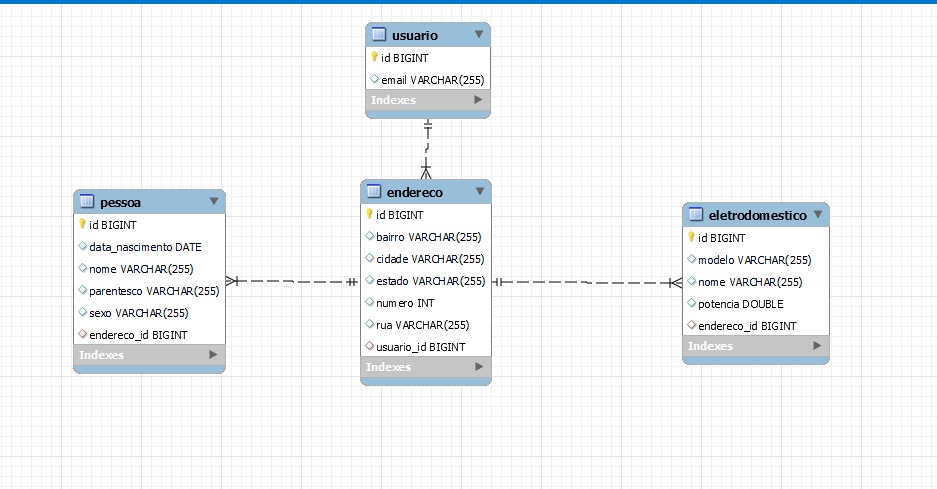 usuario
id BIGINT
email VARCHAR(255)
Indexes
pessoa
id BIGINT
data_nascimento DATE
nome VARCHAR(255)
parentesco VARCHAR(255)
sexo VARCHAR(255)
endereco_id BIGINT
Indexes
endereco
id BIGINT
bairro VARCHAR(255)
cidade VARCHAR(255)
estado VARCHAR(255)
numero INT
rua VARCHAR(255)
usuario_id BIGINT
Indexes
eletrodomestico
id BIGINT
modelo VARCHAR(255)
nome VARCHAR(255)
potencia DOUBLE
endereco_id BIGINT
Indexes